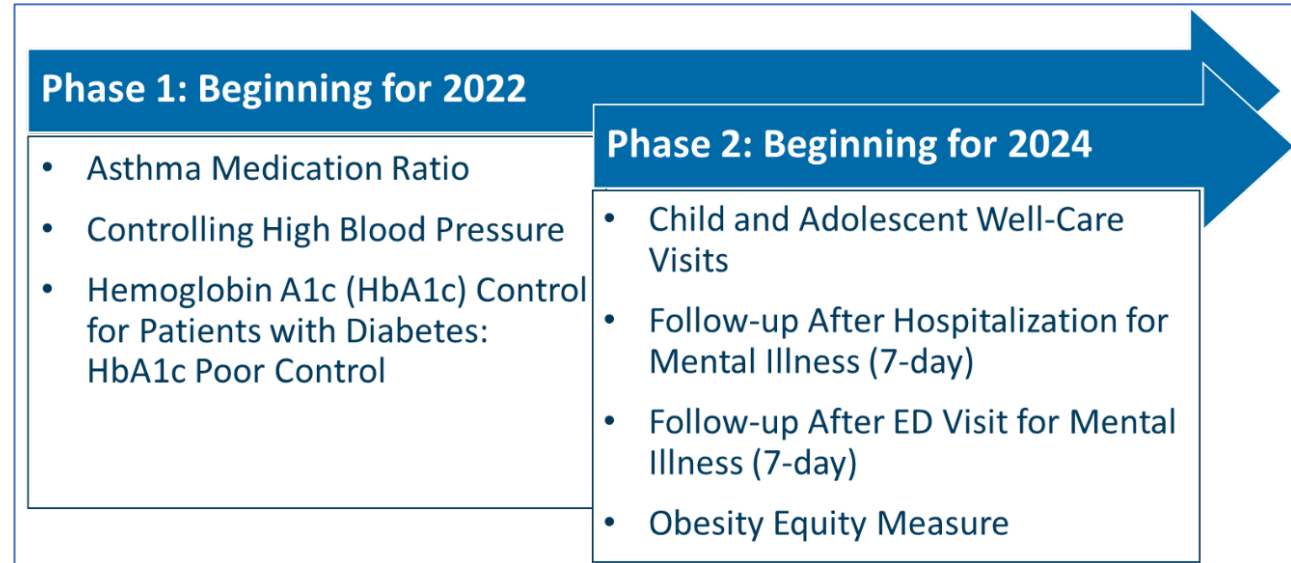 Phase 1: Beginning for 2022
• Asthma Medication Ratio
• Controlling High Blood Pressure
• Hemoglobin A1c (HbA1c) Control
for Patients with Diabetes:
HbA1c Poor Control
Phase 2: Beginning for 2024
• Child and Adolescent Well-Care
Visits
• Follow-up After Hospitalization for
Mental Illness (7-day)
• Follow-up After ED Visit for Mental
Illness (7-day)
• Obesity Equity Measure